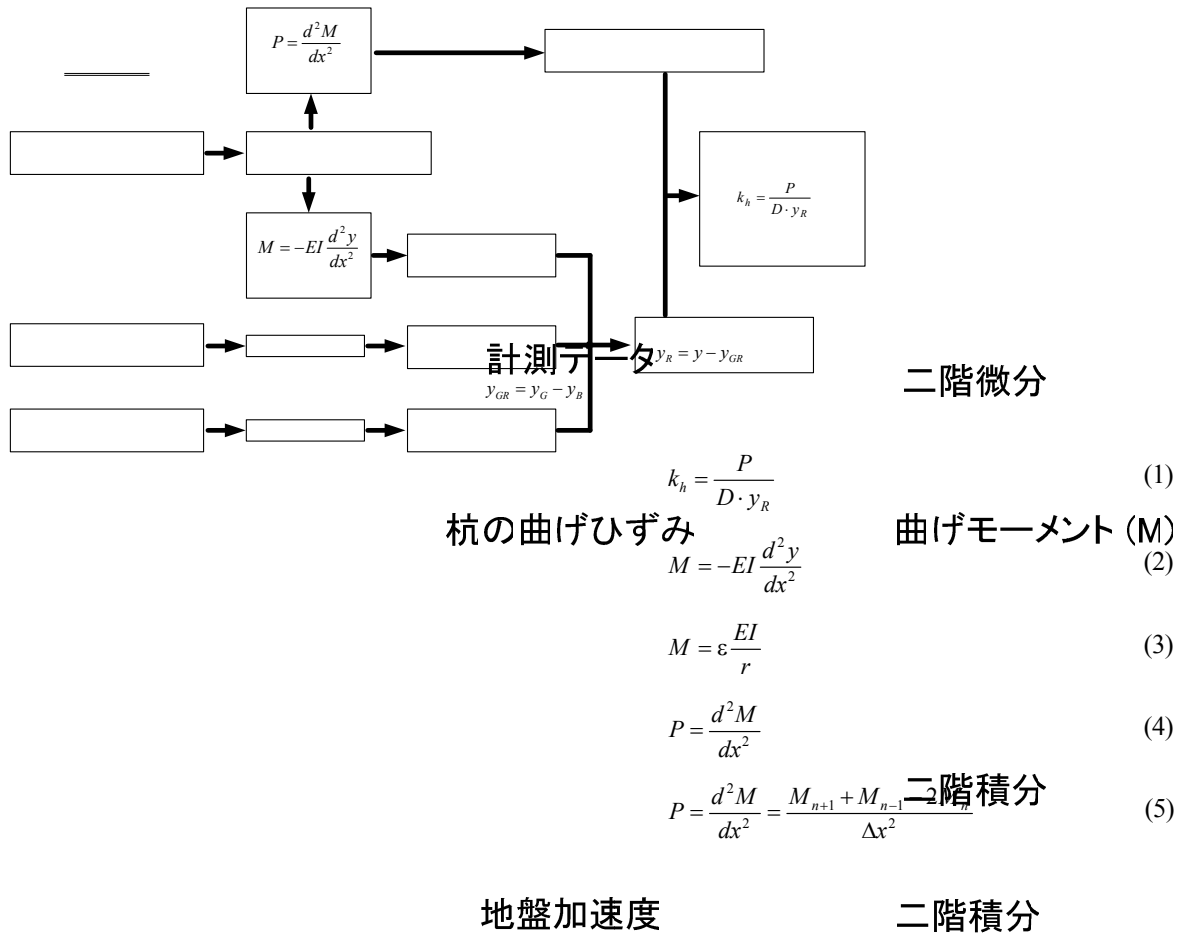 P = d²M/dx²
k_h = P/(D · y_R)
M = −EI d²y/dx²
計測データ
y_R = y − y_GR
二階微分
y_GR = y_G − y_B
k_h = P/(D · y_R) (1)
杭の曲げひずみ
曲げモーメント (M)
M = −EI d²y/dx² (2)
M = ε EI/r (3)
P = d²M/dx² (4)
二階積分
P = d²M/dx² = (M_{n+1} + M_{n−1} − 2M_n)/Δx² (5)
地盤加速度
二階積分